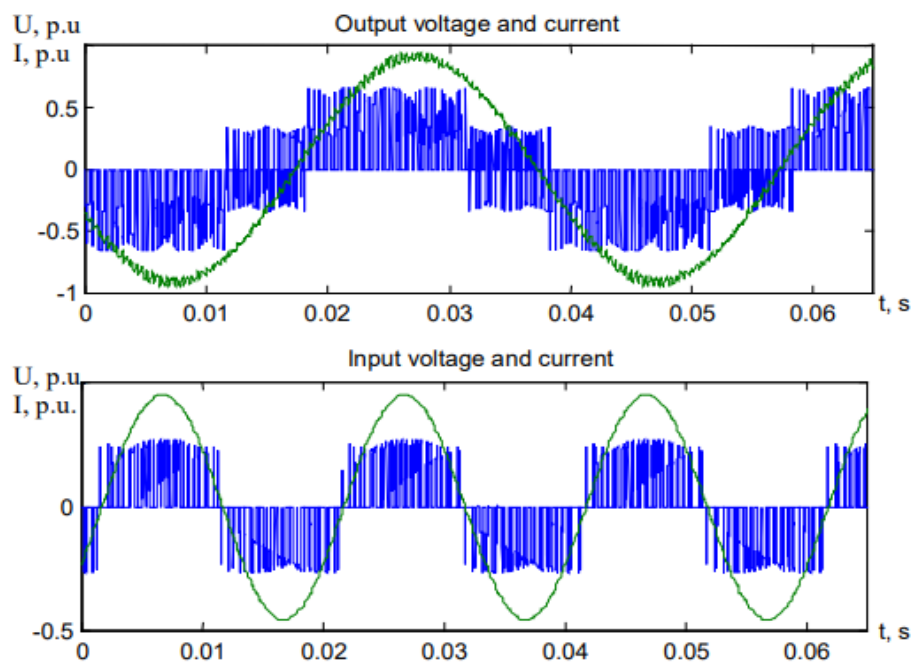 U, p.u
Output voltage and current
I, p.u
0.5
0
-0.5
-1
0 0.01 0.02 0.03 0.04 0.05 0.06
t, s
Input voltage and current
U, p.u
I, p.u.
0
-0.5
0 0.01 0.02 0.03 0.04 0.05 0.06
t, s